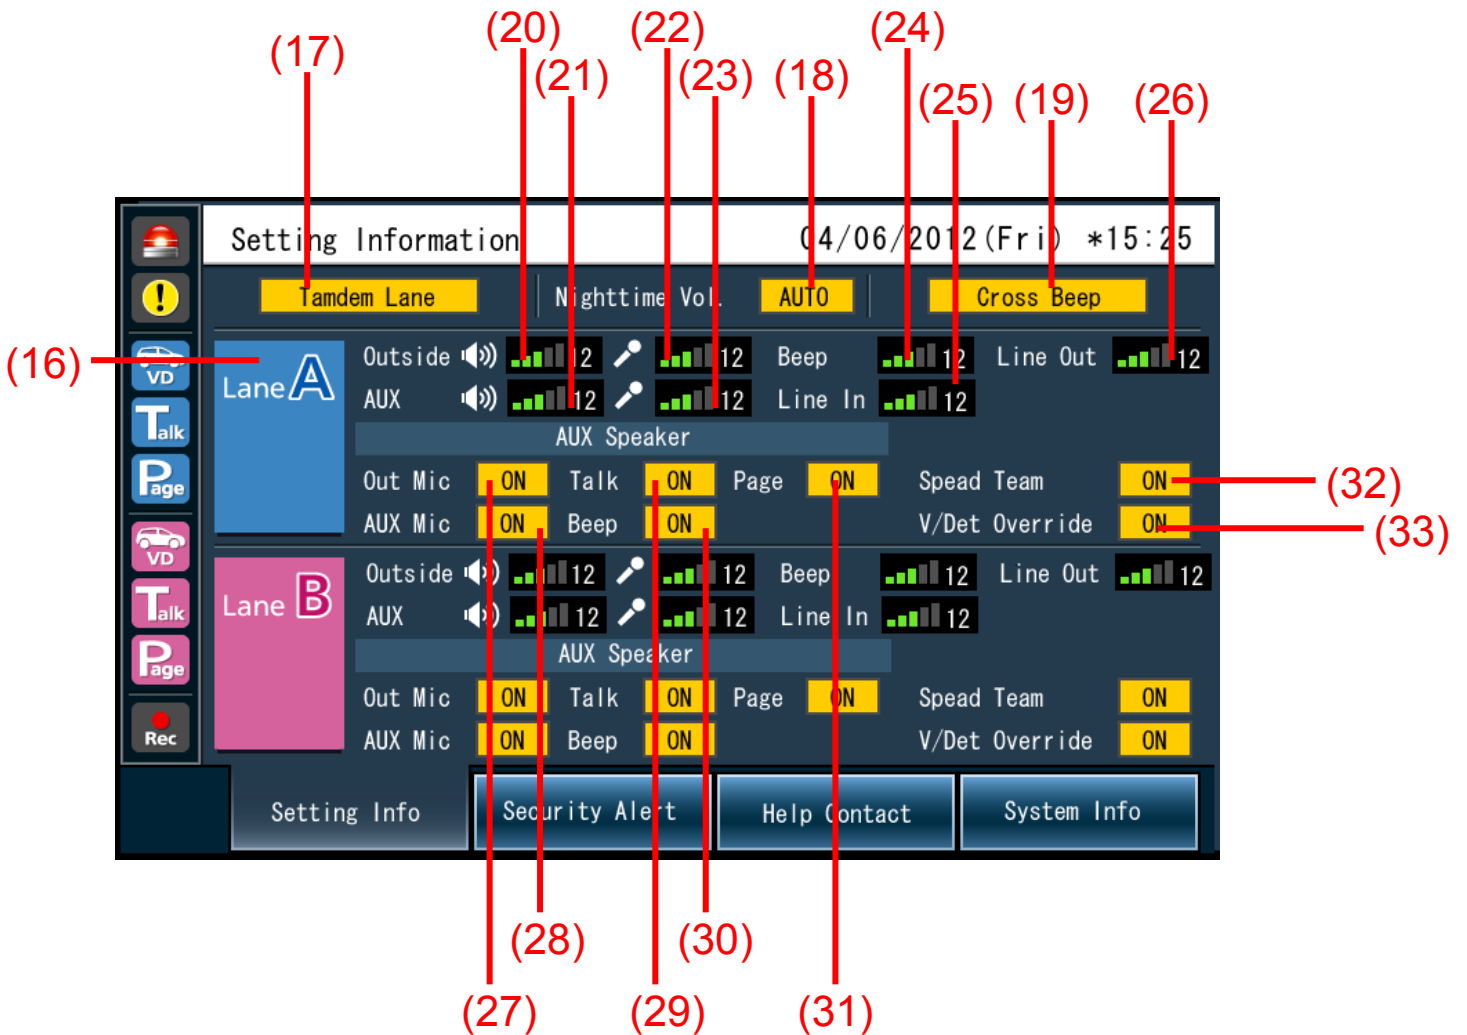 (20) (22) (24)
(17) (21) (23) (18) (25) (19) (26)
Setting Information 04/06/2012(Fri) *15:25
! Tamdem Lane Nighttime Vol. AUTO Cross Beep
(16) VD Lane A Outside 12 12 Beep 12 Line Out 12
AUX 12 12 Line In 12
Talk AUX Speaker
Page Out Mic ON Talk ON Page ON Spead Team ON (32)
AUX Mic ON Beep ON V/Det Override ON (33)
VD Lane B Outside 12 12 Beep 12 Line Out 12
Talk AUX 12 12 Line In 12
Page AUX Speaker
Out Mic ON Talk ON Page ON Spead Team ON
Rec AUX Mic ON Beep ON V/Det Override ON
Setting Info Security Alert Help Contact System Info
(28) (30)
(27) (29) (31)